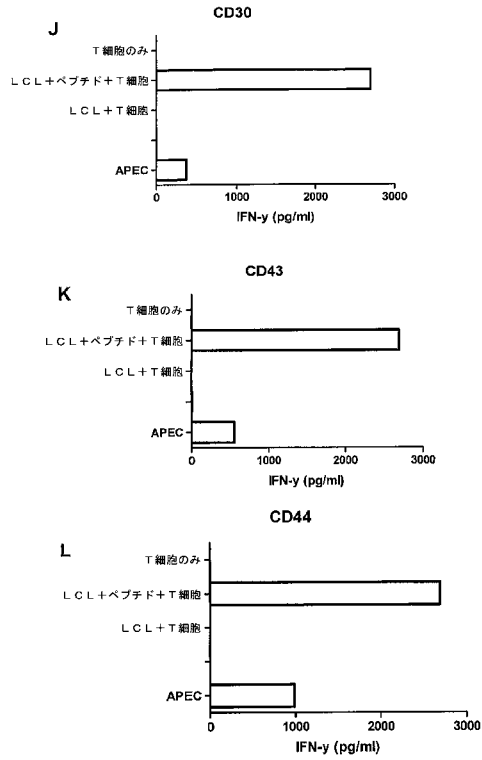 CD30
J
T細胞のみ
LCL+ペプチド+T細胞
LCL+T細胞
APEC
0 1000 2000 3000
IFN-y (pg/ml)
CD43
K
T細胞のみ
LCL+ペプチド+T細胞
LCL+T細胞
APEC
0 1000 2000 3000
IFN-y (pg/ml)
CD44
L
T細胞のみ
LCL+ペプチド+T細胞
LCL+T細胞
APEC
0 1000 2000 3000
IFN-y (pg/ml)